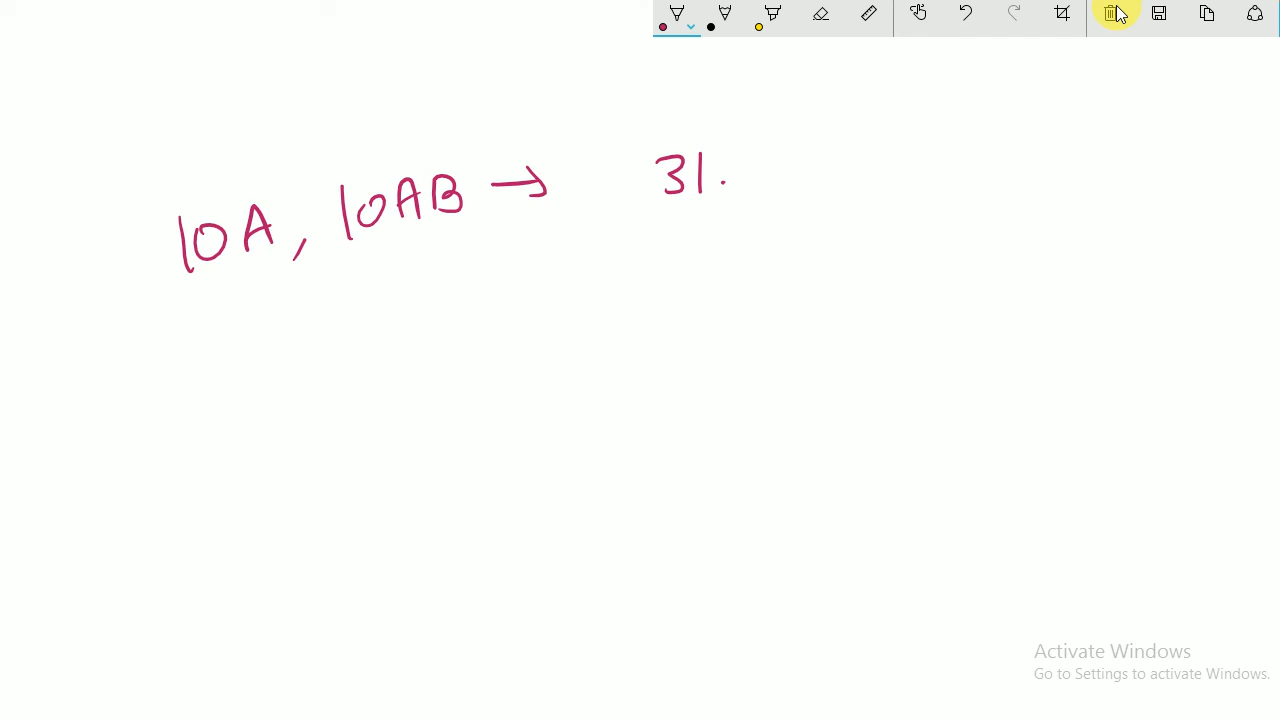 10A, 10AB → 31.
Activate Windows
Go to Settings to activate Windows.